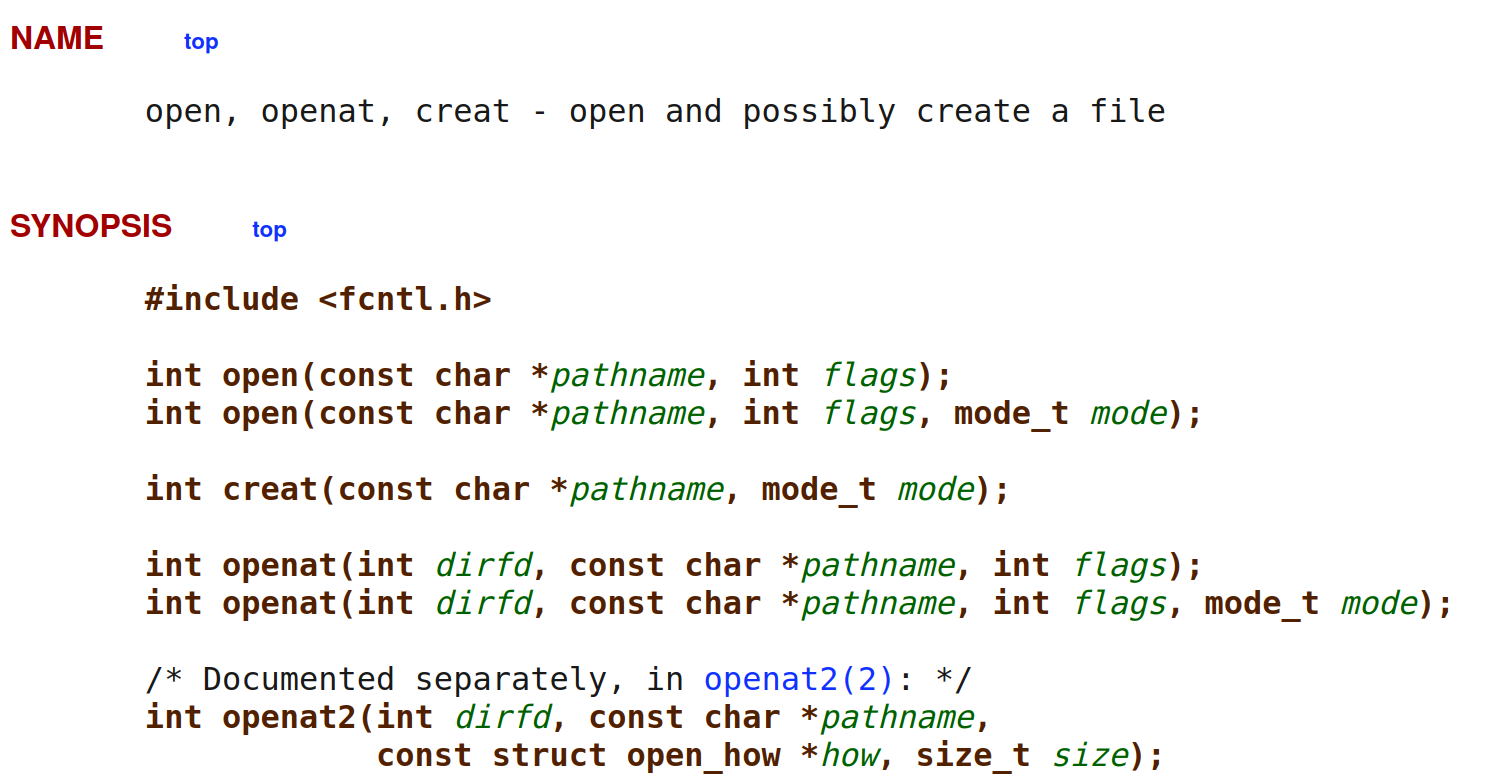 NAME top
open, openat, creat - open and possibly create a file
SYNOPSIS top
#include <fcntl.h>
int open(const char *pathname, int flags);
int open(const char *pathname, int flags, mode_t mode);
int creat(const char *pathname, mode_t mode);
int openat(int dirfd, const char *pathname, int flags);
int openat(int dirfd, const char *pathname, int flags, mode_t mode);
/* Documented separately, in openat2(2): */
int openat2(int dirfd, const char *pathname,
const struct open_how *how, size_t size);